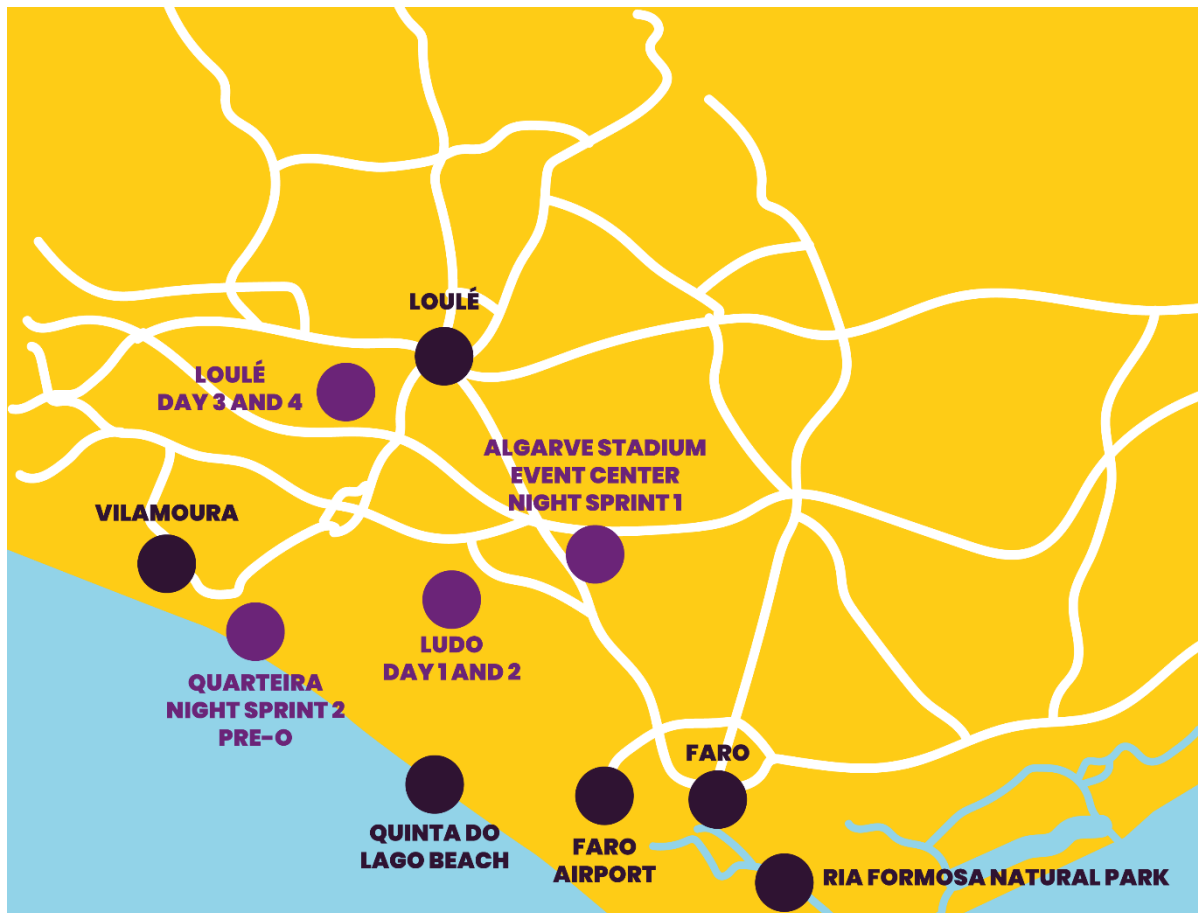 LOULÉ
LOULÉ
DAY 3 AND 4
ALGARVE STADIUM
EVENT CENTER
NIGHT SPRINT 1
VILAMOURA
LUDO
DAY 1 AND 2
QUARTEIRA
NIGHT SPRINT 2
PRE-O
FARO
QUINTA DO
LAGO BEACH
FARO
AIRPORT
RIA FORMOSA NATURAL PARK